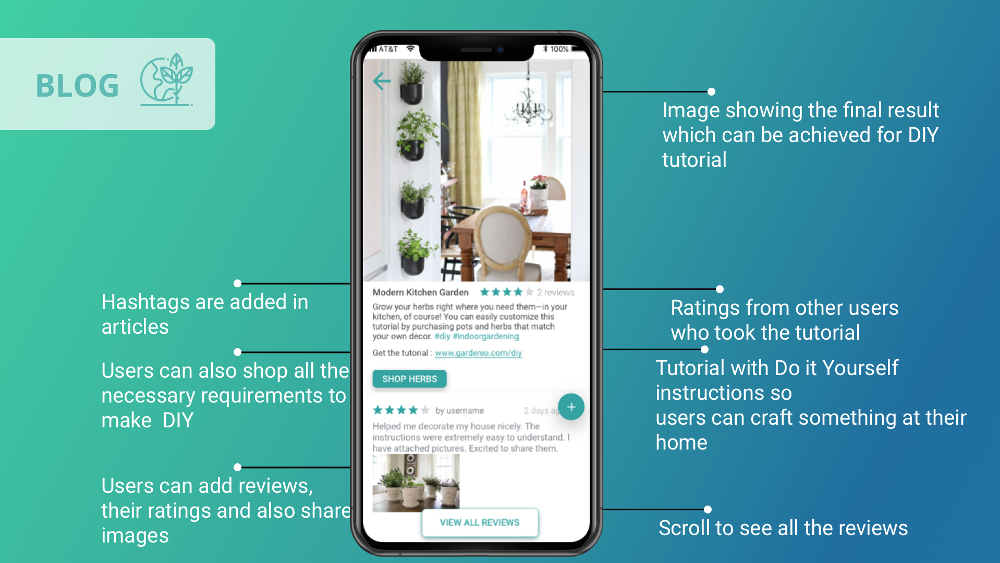 BLOG
AT&T
100%
Image showing the final result
which can be achieved for DIY
tutorial
Hashtags are added in
articles
Users can also shop all the
necessary requirements to
make DIY
Users can add reviews,
their ratings and also share
images
Modern Kitchen Garden
2 reviews
Grow your herbs right where you need them—in your
kitchen, of course! You can easily customize this
tutorial by purchasing pots and herbs that match
your own decor. #diy #indoorgardening
Get the tutorial : www.gardenio.com/diy
SHOP HERBS
by username
2 days
+
Helped me decorate my house nicely. The
instructions were extremely easy to understand. I
have attached pictures. Excited to share them.
VIEW ALL REVIEWS
Ratings from other users
who took the tutorial
Tutorial with Do it Yourself
instructions so
users can craft something at their
home
Scroll to see all the reviews